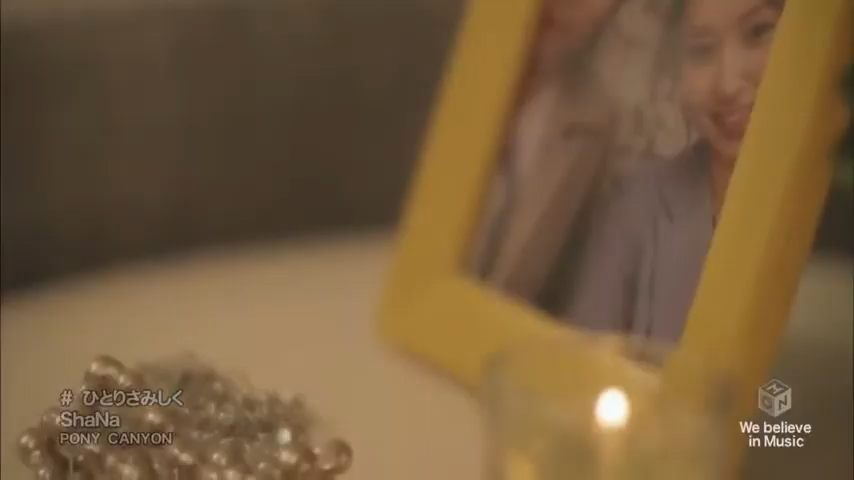 # ひとりさみしく
ShaNa
PONY CANYON
We believe
in Music